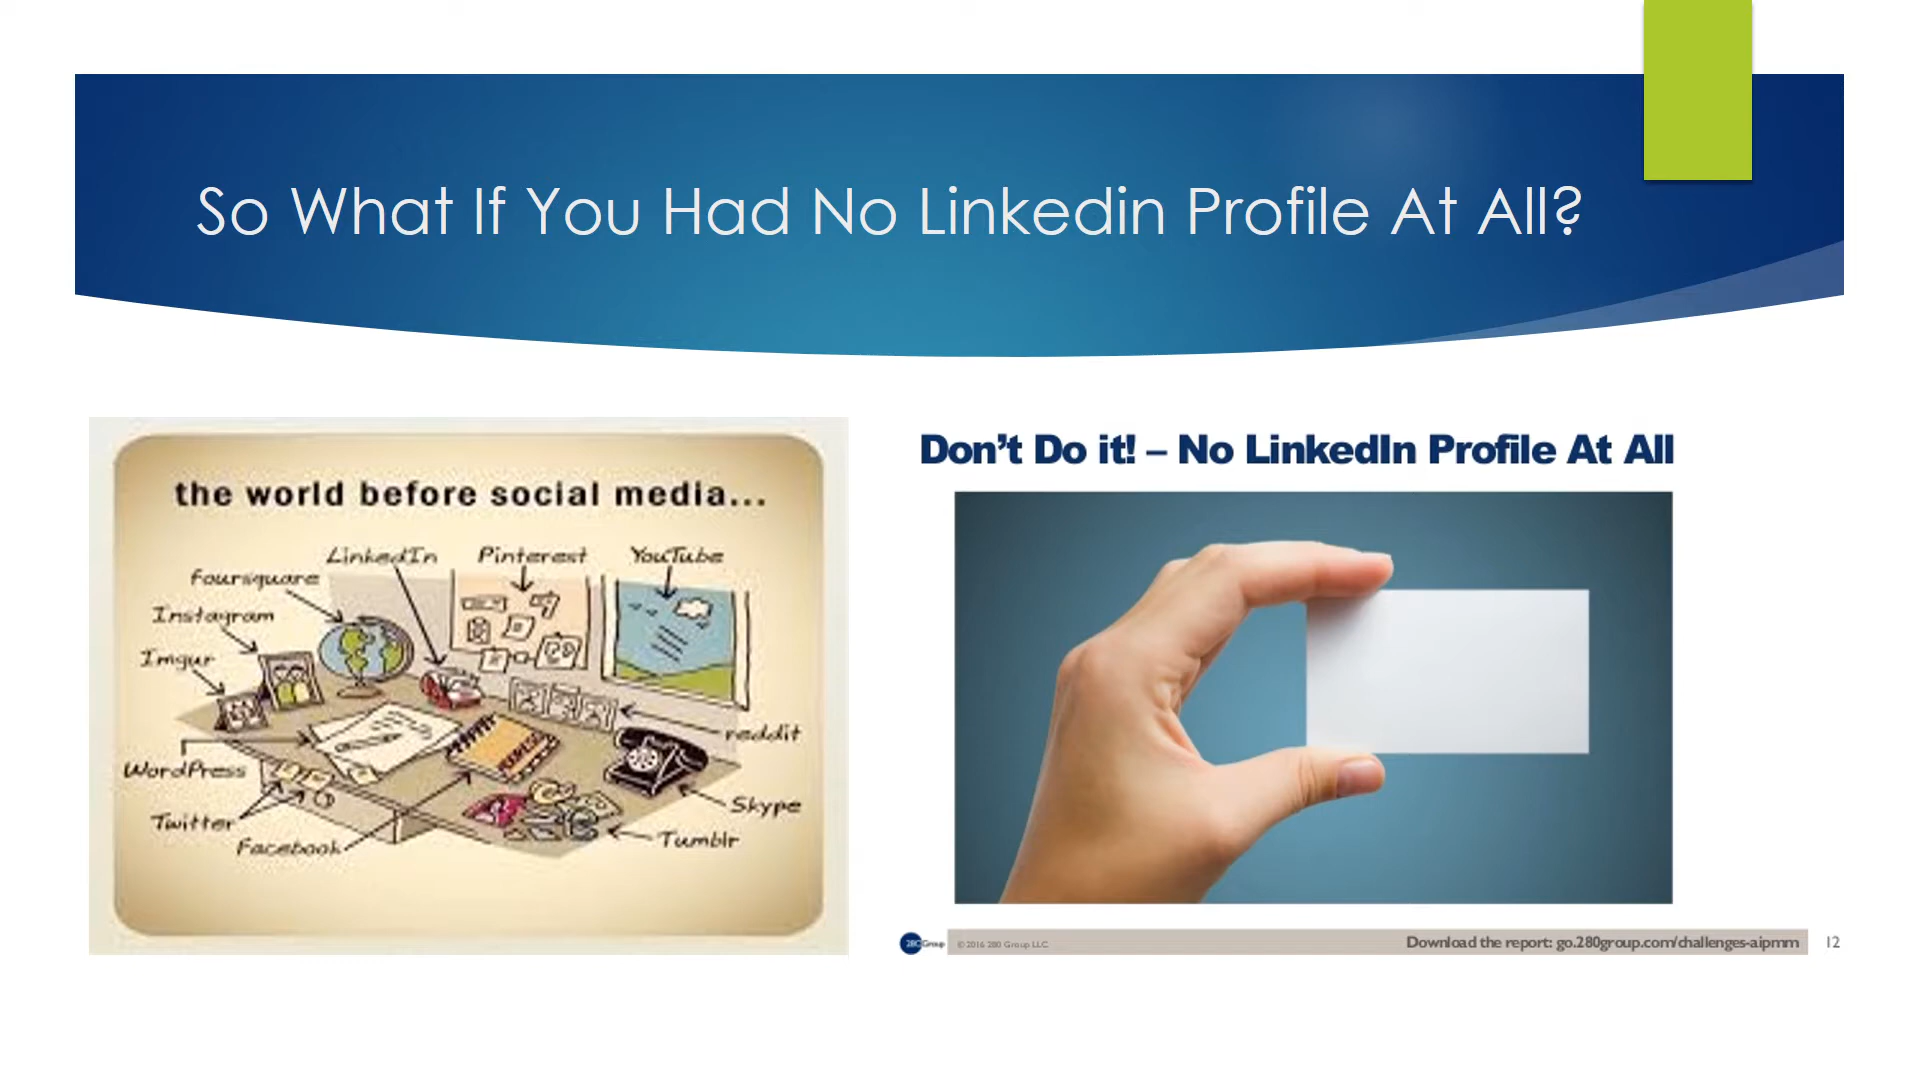 So What If You Had No Linkedin Profile At All?
the world before social media...
LinkedIn
Pinterest
YouTube
foursquare
Instagram
Imgur
reddit
WordPress
Skype
Twitter
Tumblr
Facebook
Don't Do it! – No LinkedIn Profile At All
280 Group
© 2016 280 Group LLC
Download the report: go.280group.com/challenges-aipmm
12